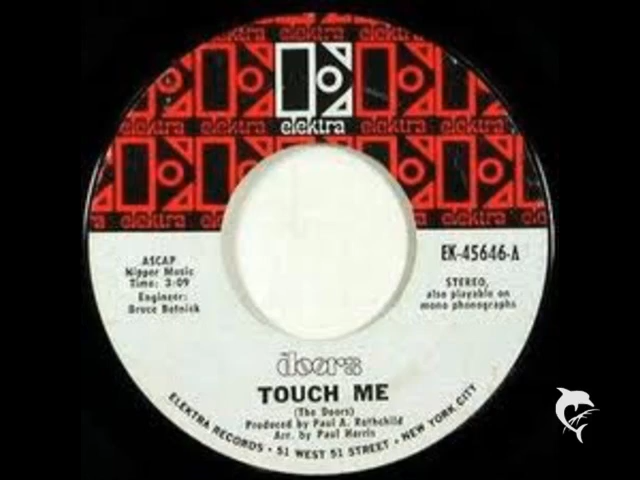 elektra
elektra elektra elektra
elektra elektra
ASCAP
Nipper Music
Time: 3:09
Engineer:
Bruce Botnick
EK-45646-A
STEREO,
also playable on
mono phonographs
doors
TOUCH ME
(The Doors)
Produced by Paul A. Rothchild
Arr. by Paul Harris
ELEKTRA RECORDS • 51 WEST 51 STREET • NEW YORK CITY